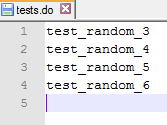 tests.do
1 test_random_3
2 test_random_4
3 test_random_5
4 test_random_6
5